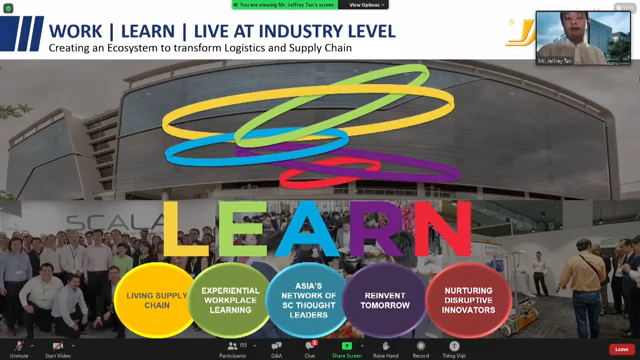 You are viewing Mr. Jeffrey Tan's screen
View Options
WORK | LEARN | LIVE AT INDUSTRY LEVEL
Creating an Ecosystem to transform Logistics and Supply Chain
Mr. Jeffrey Tan
SCALA
LEARN
LIVING SUPPLY
CHAIN
EXPERIENTIAL
WORKPLACE
LEARNING
ASIA'S
NETWORK OF
SC THOUGHT
LEADERS
REINVENT
TOMORROW
NURTURING
DISRUPTIVE
INNOVATORS
Unmute
Start Video
155
Participants
Q&A
Chat
Share Screen
Raise Hand
Record
Tiếng Việt
Leave